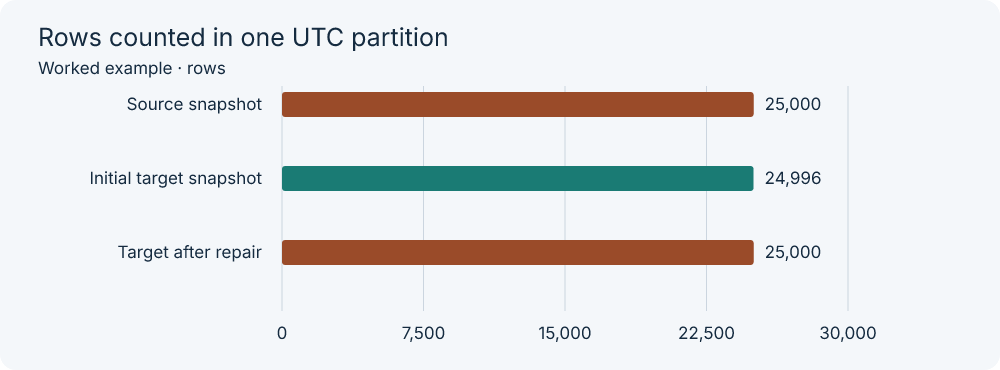 Rows counted in one UTC partition
Worked example · rows
Source snapshot 25,000
Initial target snapshot 24,996
Target after repair 25,000
0 7,500 15,000 22,500 30,000